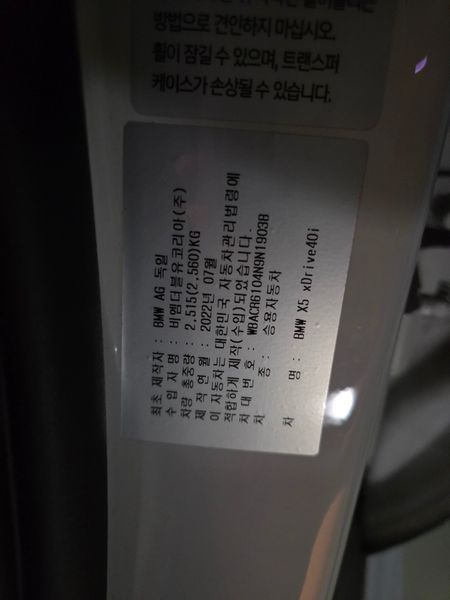 방법으로 견인하지 마십시오.
휠이 잠길 수 있으며, 트랜스퍼
케이스가 손상될 수 있습니다.
최초 제작자 : BMW AG 독일
수 입 자 명 : 비엠더블유코리아(주)
차량 총중량 : 2,515(2,560)KG
제 작 연 월 : 2022년 07월
이 자동차는 대한민국 자동차관리법령에
적합하게 제작(수입)되었습니다.
차 대 번 호 : WBACR6104N9N19038
차 종 : 승용자동차
차 명 : BMW X5 xDrive40i